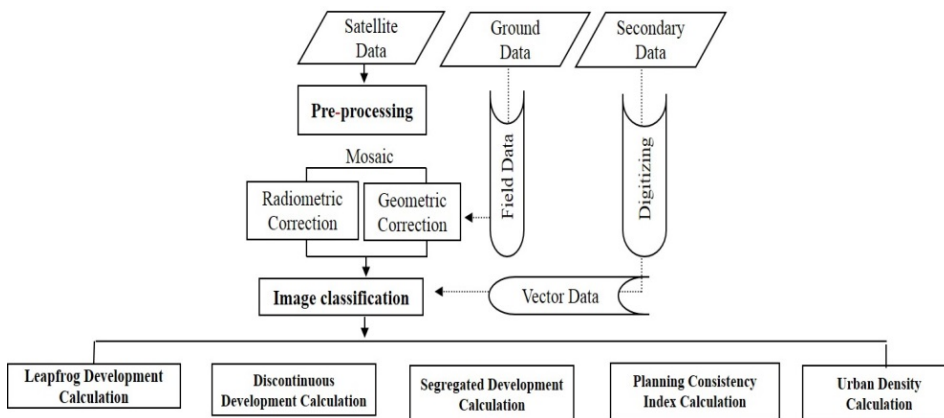 Satellite
Data
Ground
Data
Secondary
Data
Pre-processing
Mosaic
Radiometric
Correction
Geometric
Correction
Field Data
Digitizing
Image classification
Vector Data
Leapfrog Development
Calculation
Discontinuous
Development Calculation
Segregated Development
Calculation
Planning Consistency
Index Calculation
Urban Density
Calculation